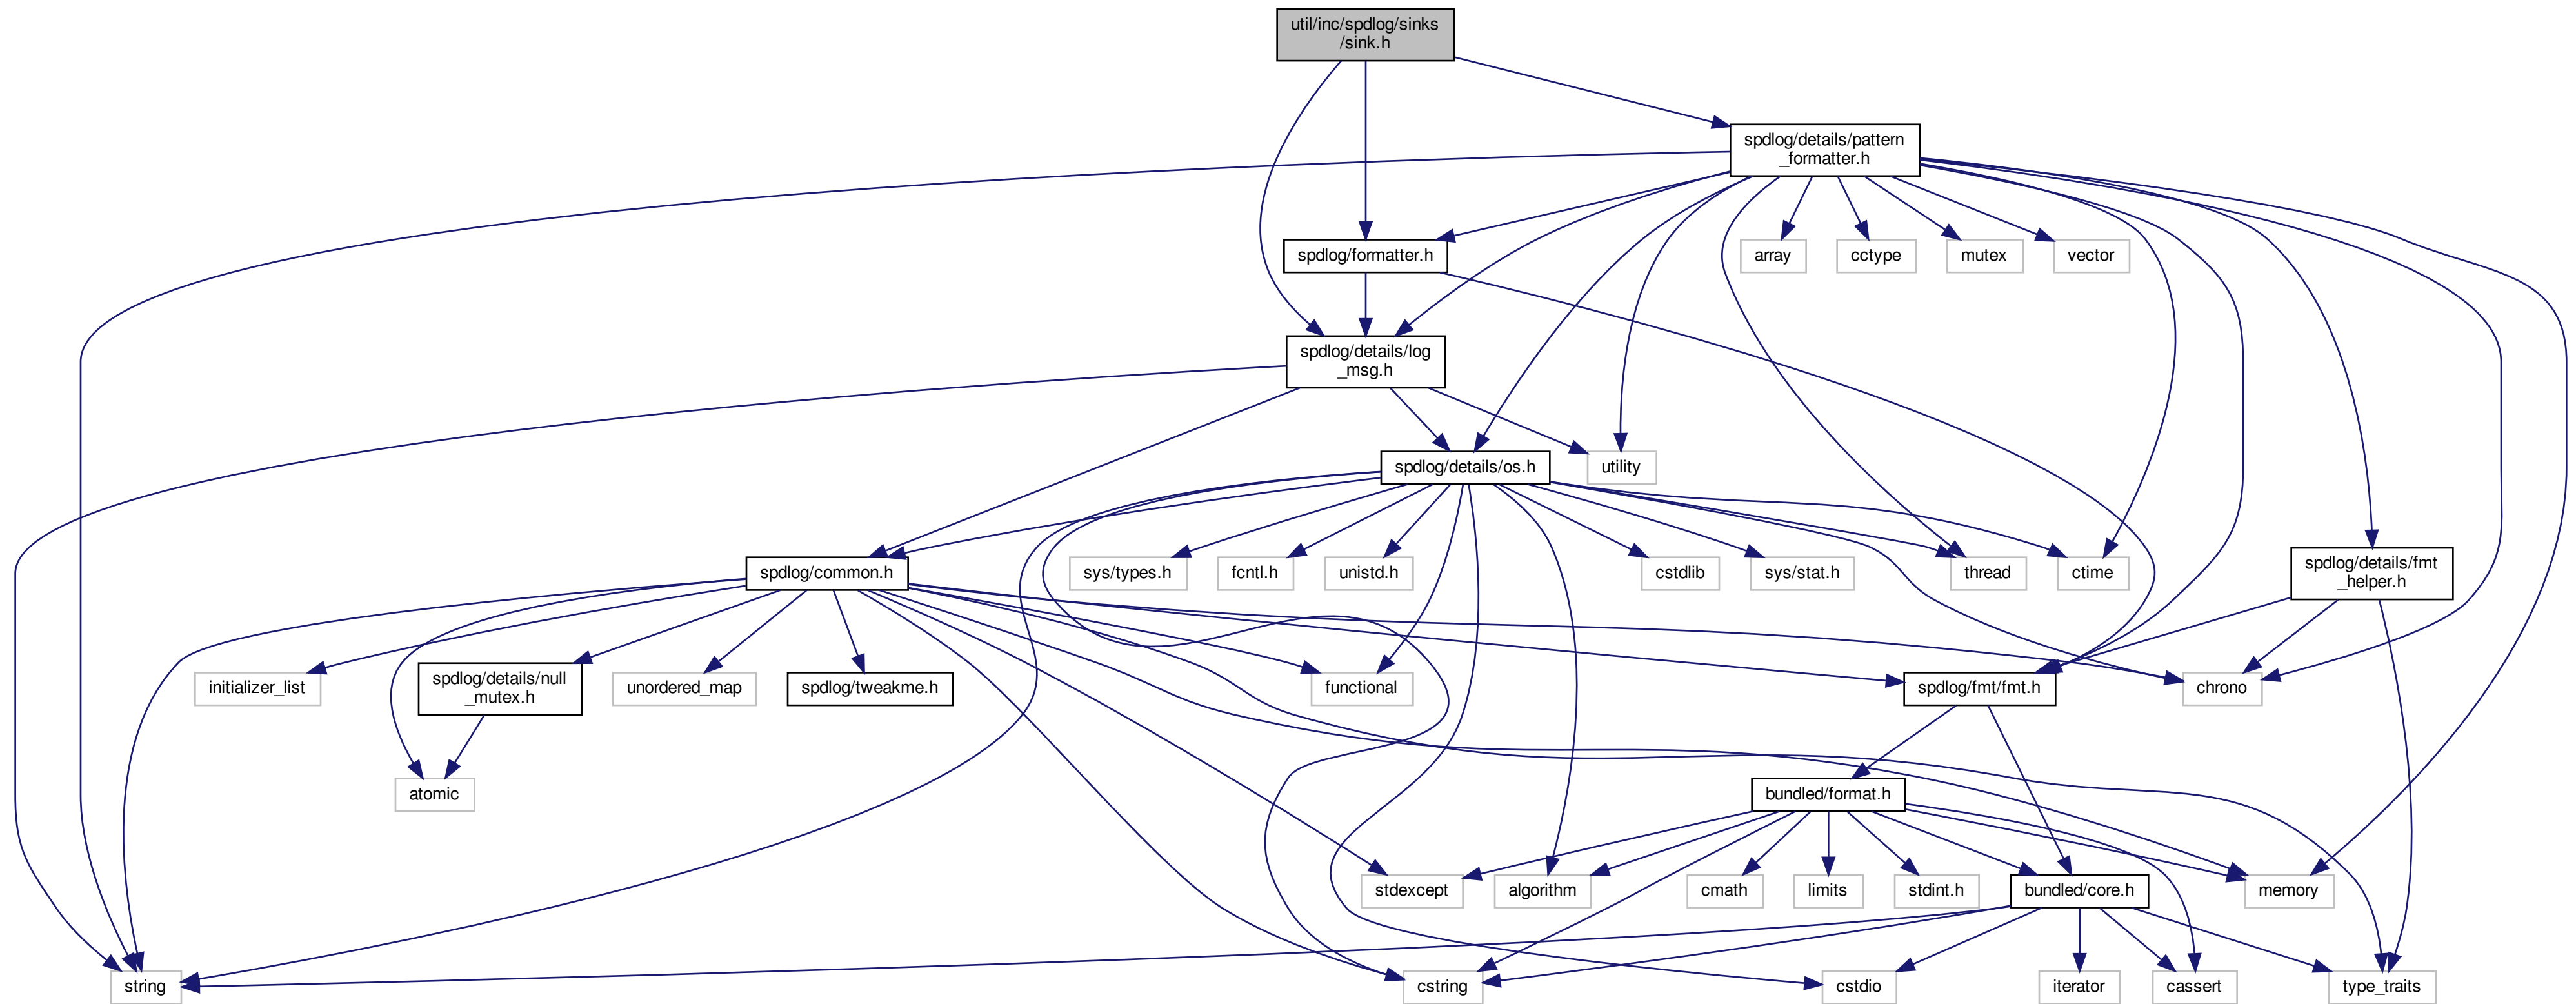 util/inc/spdlog/sinks
/sink.h
spdlog/details/pattern
_formatter.h
spdlog/formatter.h
array
cctype
mutex
vector
spdlog/details/log
_msg.h
spdlog/details/os.h
utility
spdlog/common.h
sys/types.h
fcntl.h
unistd.h
cstdlib
sys/stat.h
thread
ctime
spdlog/details/fmt
_helper.h
initializer_list
spdlog/details/null
_mutex.h
unordered_map
spdlog/tweakme.h
functional
spdlog/fmt/fmt.h
chrono
atomic
bundled/format.h
stdexcept
algorithm
cmath
limits
stdint.h
bundled/core.h
memory
string
cstring
cstdio
iterator
cassert
type_traits